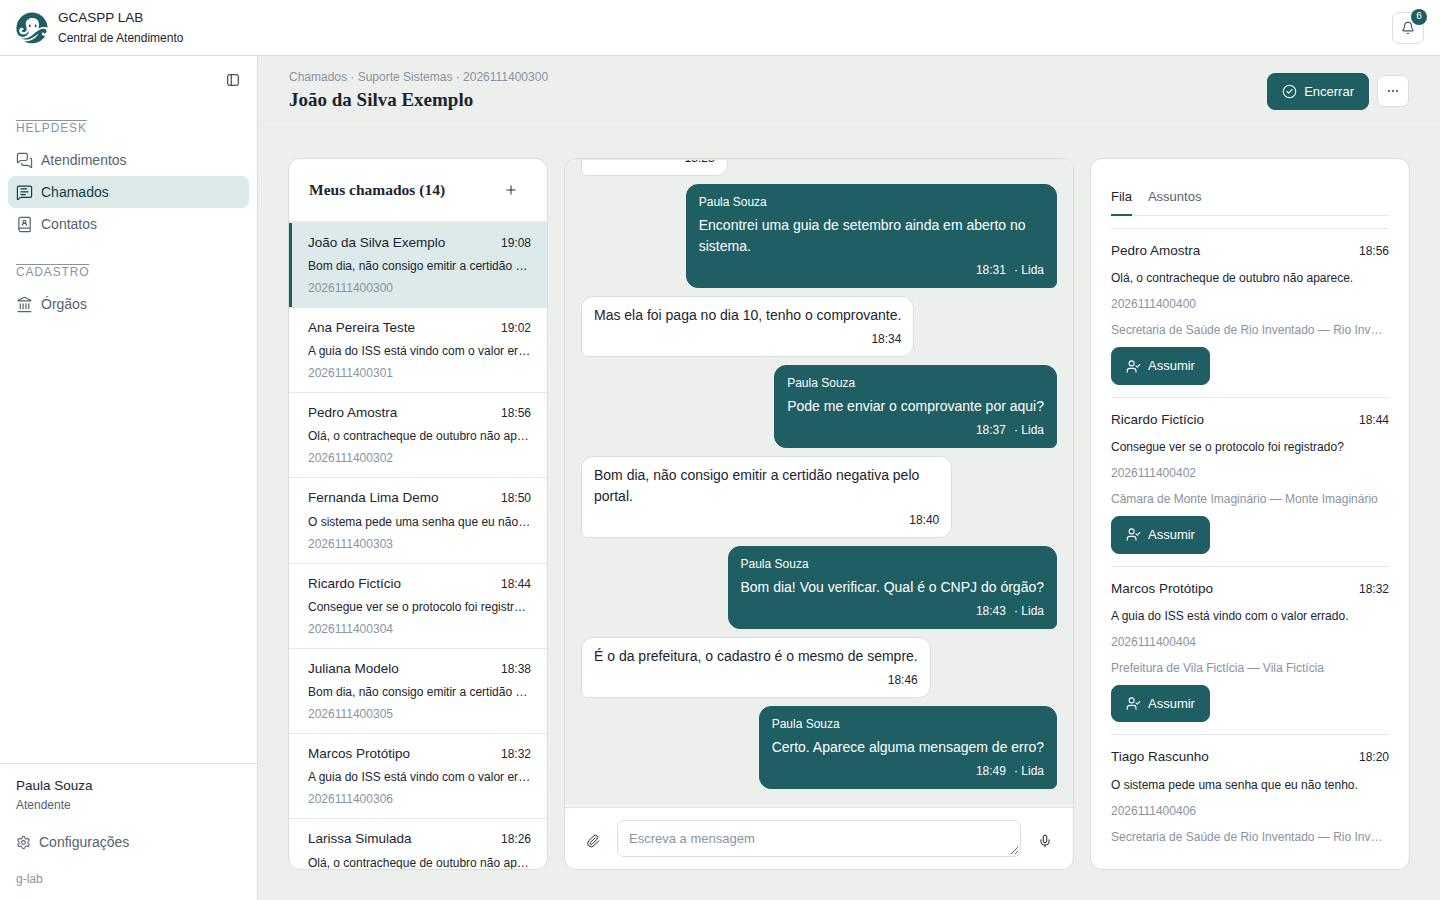 GCASPP LAB
Central de Atendimento
6
HELPDESK
Atendimentos
Chamados
Contatos
CADASTRO
Órgãos
Paula Souza
Atendente
Configurações
g-lab
Chamados · Suporte Sistemas · 2026111400300
João da Silva Exemplo
Encerrar
Meus chamados (14)
João da Silva Exemplo 19:08
Bom dia, não consigo emitir a certidão …
2026111400300
Ana Pereira Teste 19:02
A guia do ISS está vindo com o valor er…
2026111400301
Pedro Amostra 18:56
Olá, o contracheque de outubro não ap…
2026111400302
Fernanda Lima Demo 18:50
O sistema pede uma senha que eu não…
2026111400303
Ricardo Fictício 18:44
Consegue ver se o protocolo foi registr…
2026111400304
Juliana Modelo 18:38
Bom dia, não consigo emitir a certidão …
2026111400305
Marcos Protótipo 18:32
A guia do ISS está vindo com o valor er…
2026111400306
Larissa Simulada 18:26
Olá, o contracheque de outubro não ap…
Paula Souza
Encontrei uma guia de setembro ainda em aberto no
sistema.
18:31 · Lida
Mas ela foi paga no dia 10, tenho o comprovante.
18:34
Paula Souza
Pode me enviar o comprovante por aqui?
18:37 · Lida
Bom dia, não consigo emitir a certidão negativa pelo
portal.
18:40
Paula Souza
Bom dia! Vou verificar. Qual é o CNPJ do órgão?
18:43 · Lida
É o da prefeitura, o cadastro é o mesmo de sempre.
18:46
Paula Souza
Certo. Aparece alguma mensagem de erro?
18:49 · Lida
Escreva a mensagem
Fila Assuntos
Pedro Amostra 18:56
Olá, o contracheque de outubro não aparece.
2026111400400
Secretaria de Saúde de Rio Inventado — Rio Inv…
Assumir
Ricardo Fictício 18:44
Consegue ver se o protocolo foi registrado?
2026111400402
Câmara de Monte Imaginário — Monte Imaginário
Assumir
Marcos Protótipo 18:32
A guia do ISS está vindo com o valor errado.
2026111400404
Prefeitura de Vila Fictícia — Vila Fictícia
Assumir
Tiago Rascunho 18:20
O sistema pede uma senha que eu não tenho.
2026111400406
Secretaria de Saúde de Rio Inventado — Rio Inv…